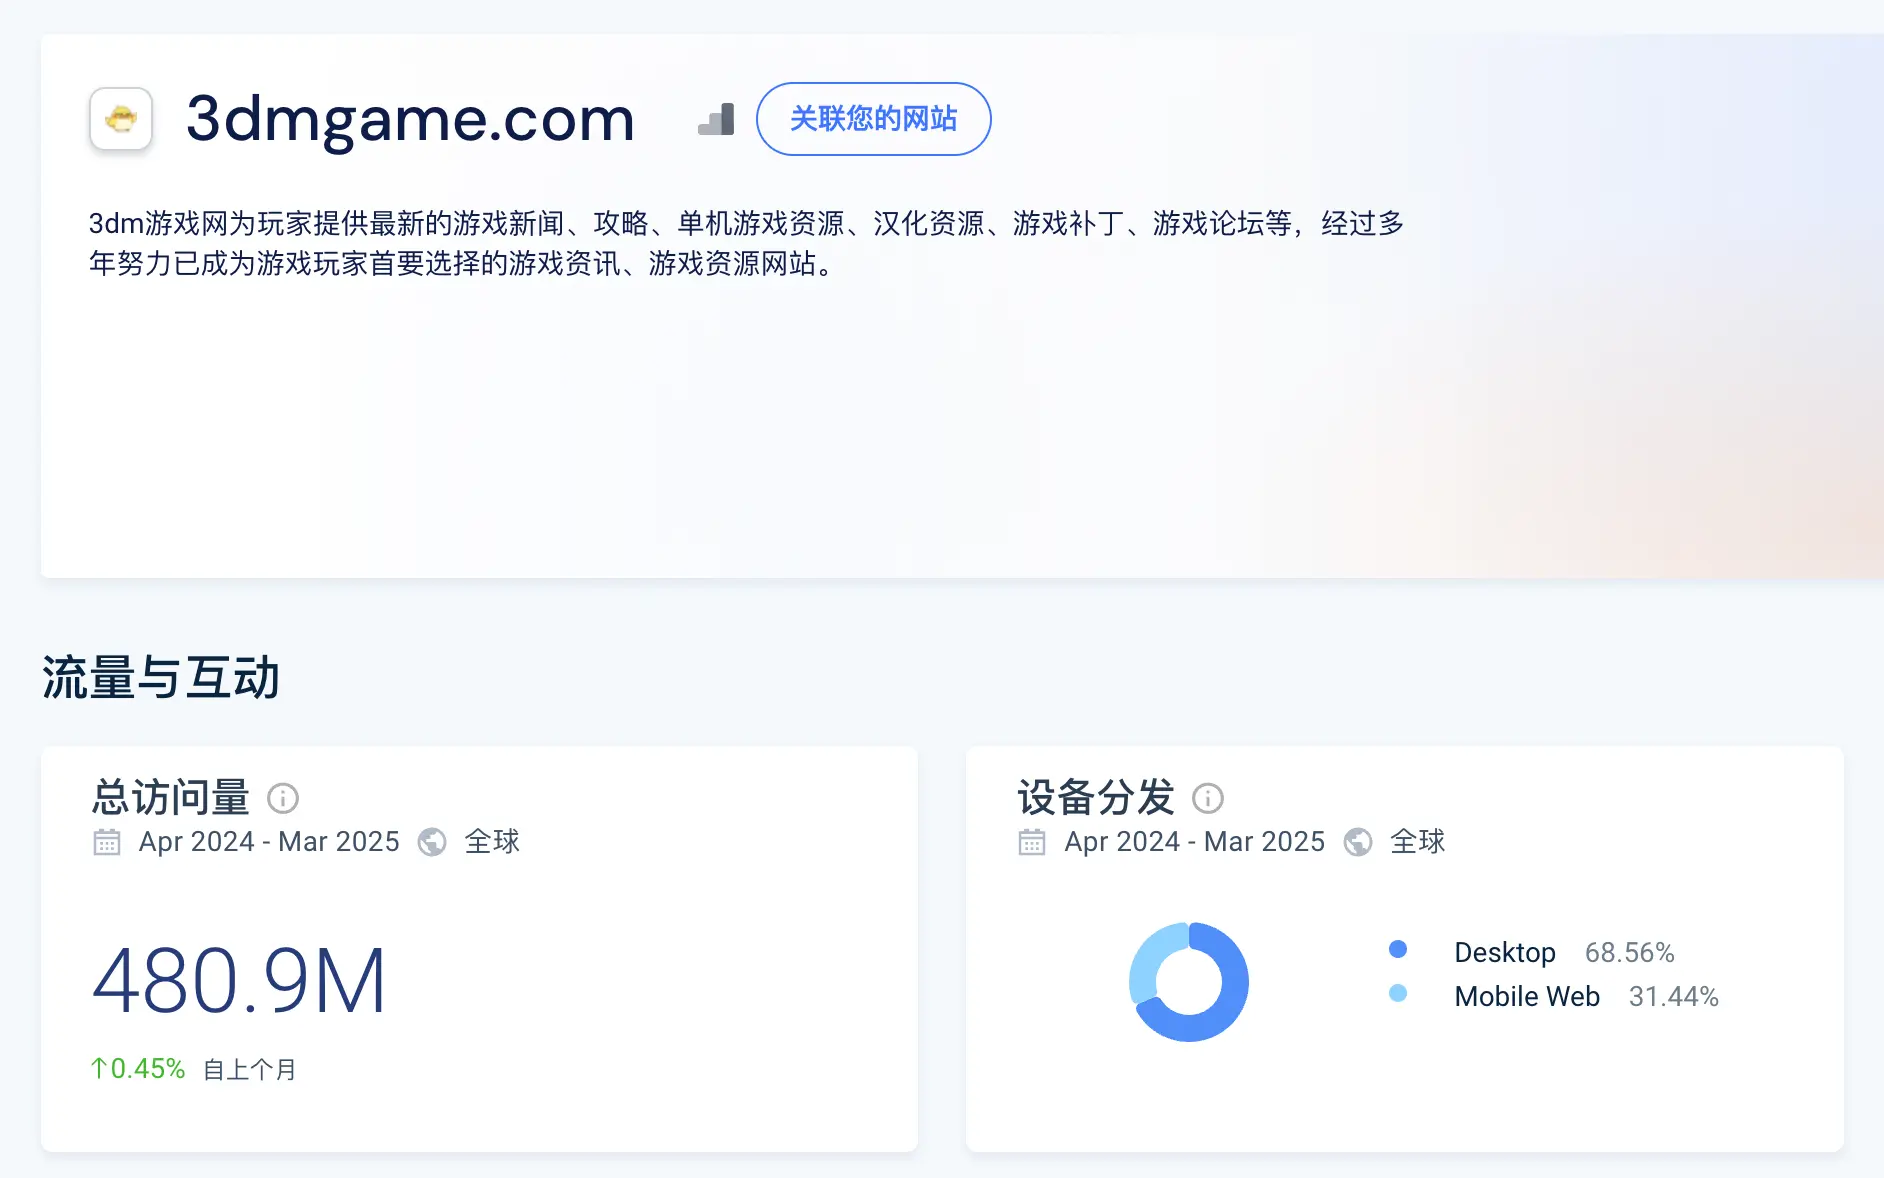 3dmgame.com
关联您的网站
3dm游戏网为玩家提供最新的游戏新闻、攻略、单机游戏资源、汉化资源、游戏补丁、游戏论坛等，经过多
年努力已成为游戏玩家首要选择的游戏资讯、游戏资源网站。
流量与互动
总访问量
Apr 2024 - Mar 2025 全球
480.9M
↑0.45% 自上个月
设备分发
Apr 2024 - Mar 2025 全球
Desktop 68.56%
Mobile Web 31.44%